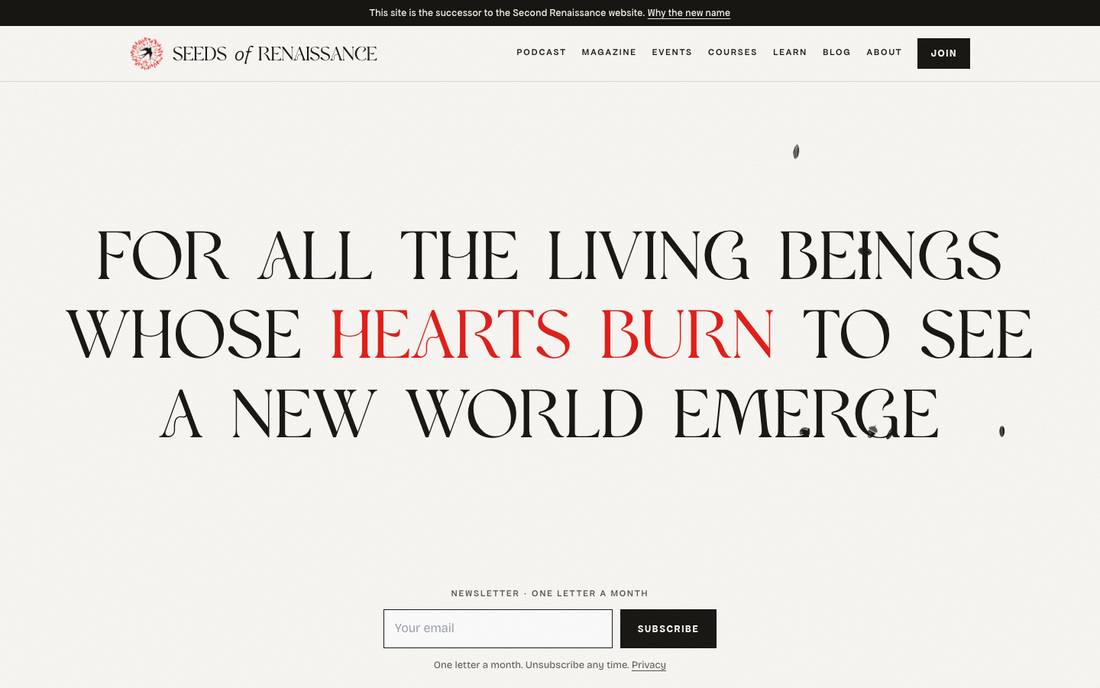 This site is the successor to the Second Renaissance website. Why the new name
SEEDS of RENAISSANCE
PODCAST MAGAZINE EVENTS COURSES LEARN BLOG ABOUT JOIN
FOR ALL THE LIVING BEINGS
WHOSE HEARTS BURN TO SEE
A NEW WORLD EMERGE
NEWSLETTER · ONE LETTER A MONTH
Your email SUBSCRIBE
One letter a month. Unsubscribe any time. Privacy